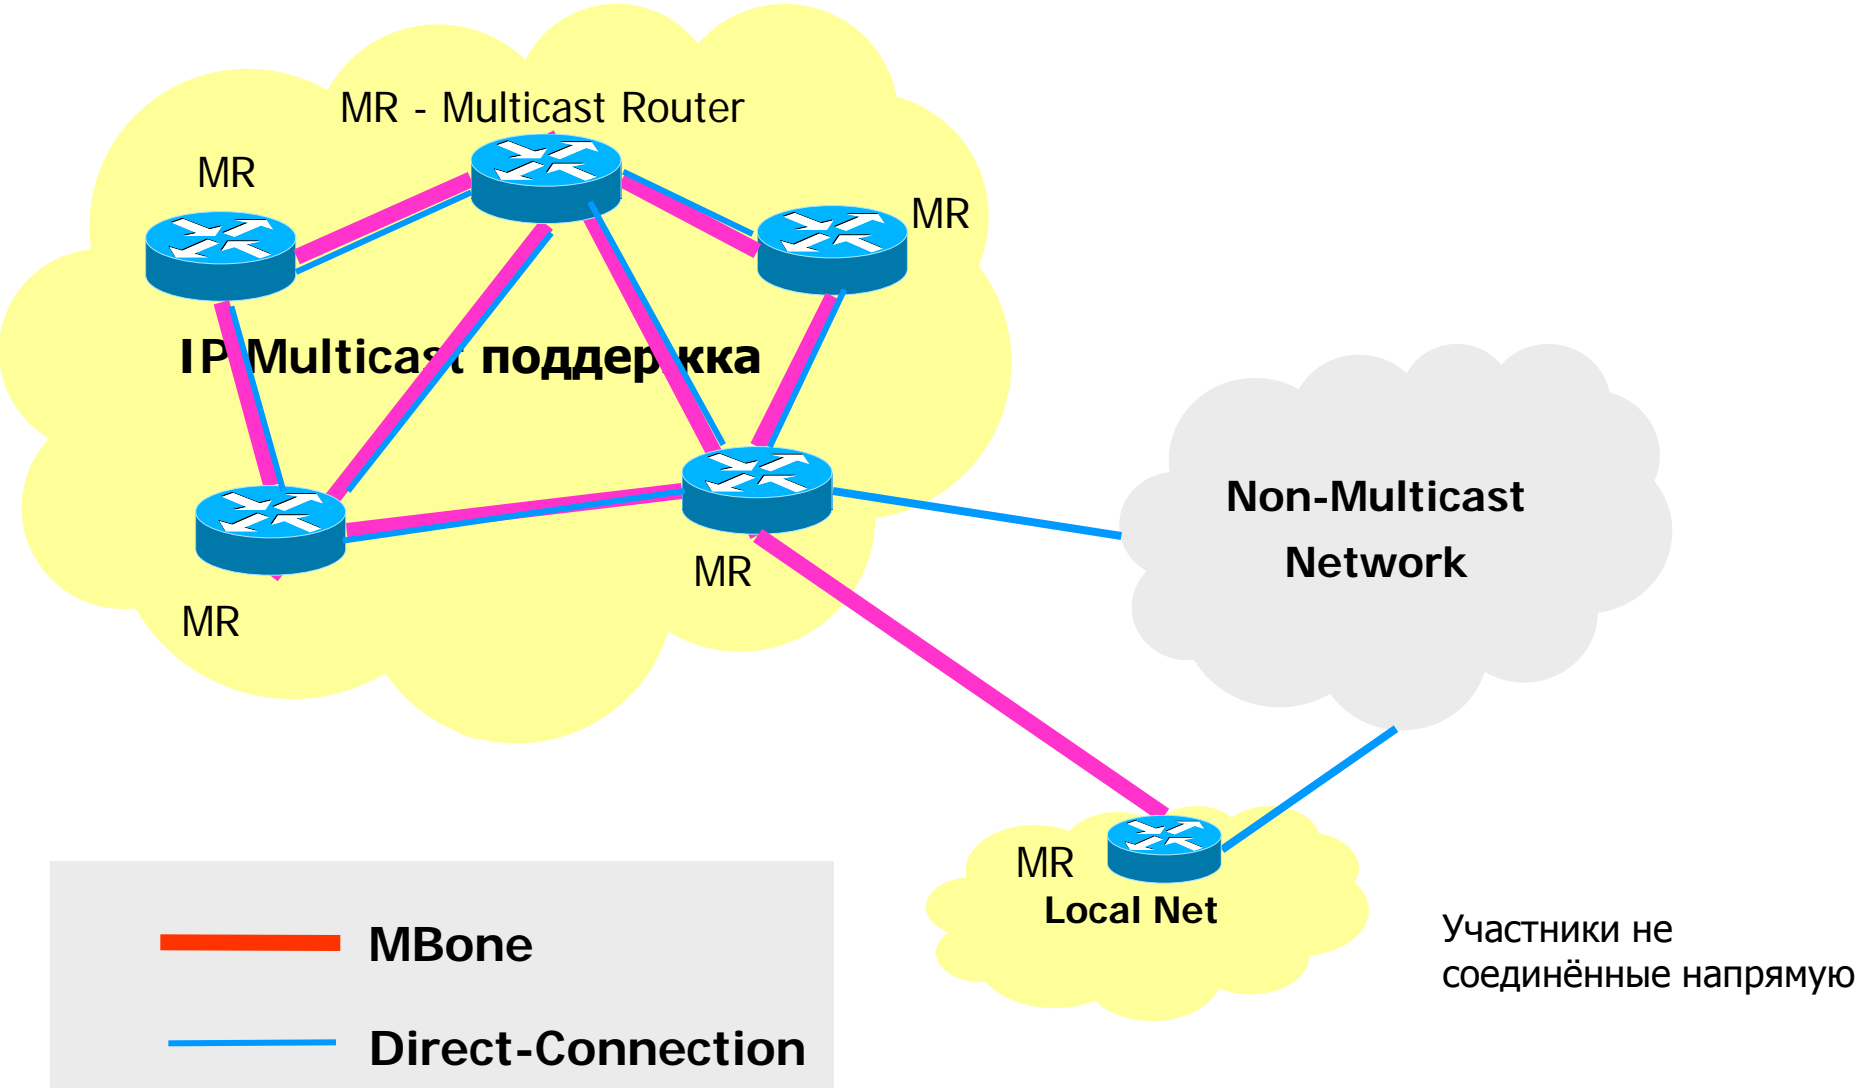 MR - Multicast Router
MR
MR
IP Multicast поддержка
Non-Multicast
Network
MR
MR
MR
Local Net
MBone
Участники не
соединённые напрямую
Direct-Connection